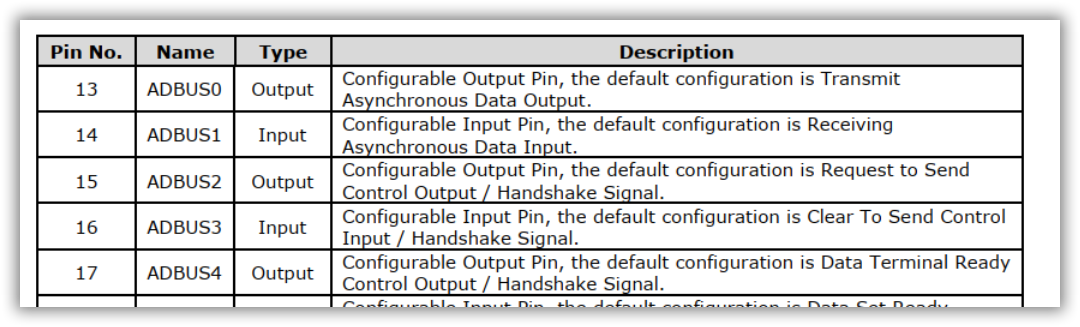 Pin No. Name Type Description
13 ADBUS0 Output Configurable Output Pin, the default configuration is Transmit
Asynchronous Data Output.
14 ADBUS1 Input Configurable Input Pin, the default configuration is Receiving
Asynchronous Data Input.
15 ADBUS2 Output Configurable Output Pin, the default configuration is Request to Send
Control Output / Handshake Signal.
16 ADBUS3 Input Configurable Input Pin, the default configuration is Clear To Send Control
Input / Handshake Signal.
17 ADBUS4 Output Configurable Output Pin, the default configuration is Data Terminal Ready
Control Output / Handshake Signal.
Configurable Input Pin, the default configuration is Data Set Ready